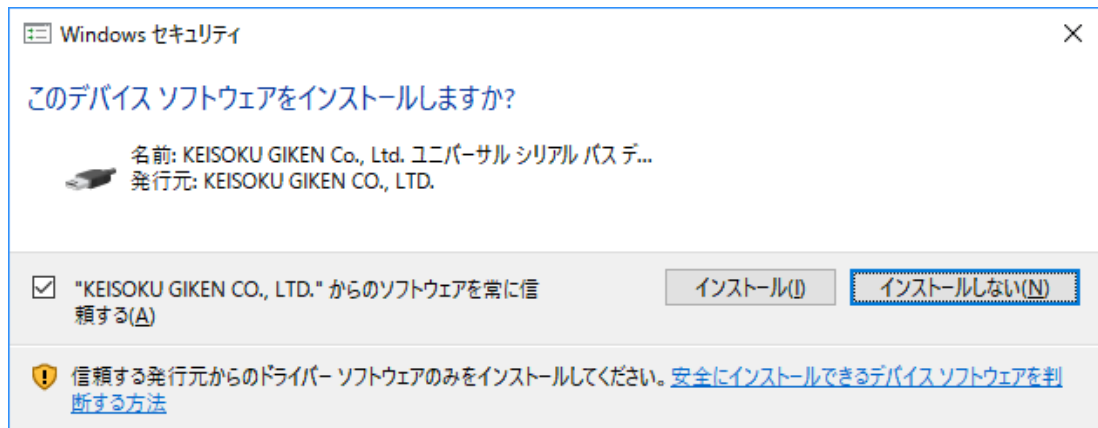 Windows セキュリティ
このデバイス ソフトウェアをインストールしますか?
名前: KEISOKU GIKEN Co., Ltd. ユニバーサル シリアル バス デ...
発行元: KEISOKU GIKEN CO., LTD.
"KEISOKU GIKEN CO., LTD." からのソフトウェアを常に信
頼する(A)
インストール(I)
インストールしない(N)
信頼する発行元からのドライバー ソフトウェアのみをインストールしてください。安全にインストールできるデバイス ソフトウェアを判
断する方法